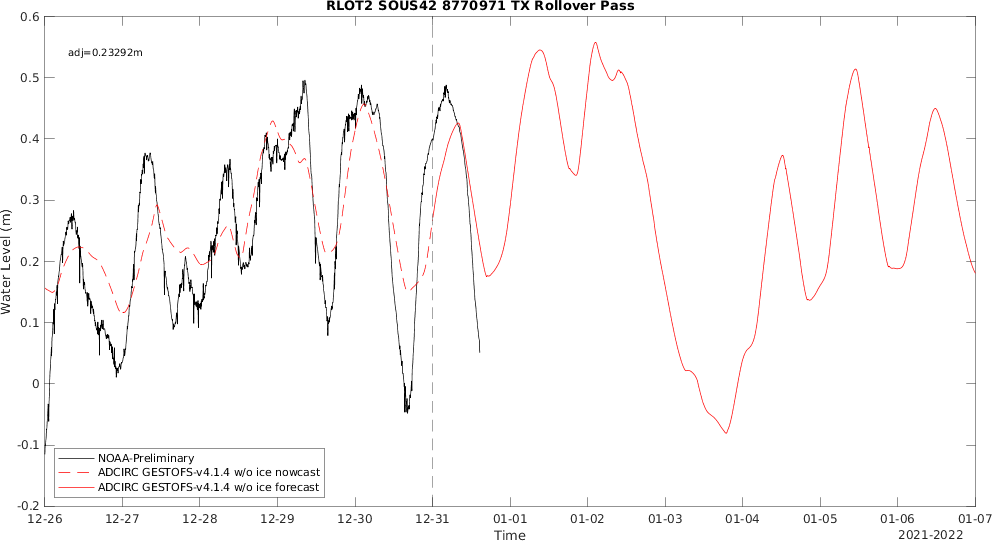 RLOT2 SOUS42 8770971 TX Rollover Pass
0.6
adj=0.23292m
0.5
0.4
0.3
0.2
0.1
0
-0.1
-0.2
Water Level (m)
NOAA-Preliminary
ADCIRC GESTOFS-v4.1.4 w/o ice nowcast
ADCIRC GESTOFS-v4.1.4 w/o ice forecast
12-26 12-27 12-28 12-29 12-30 12-31 01-01 01-02 01-03 01-04 01-05 01-06 01-07
Time
2021-2022